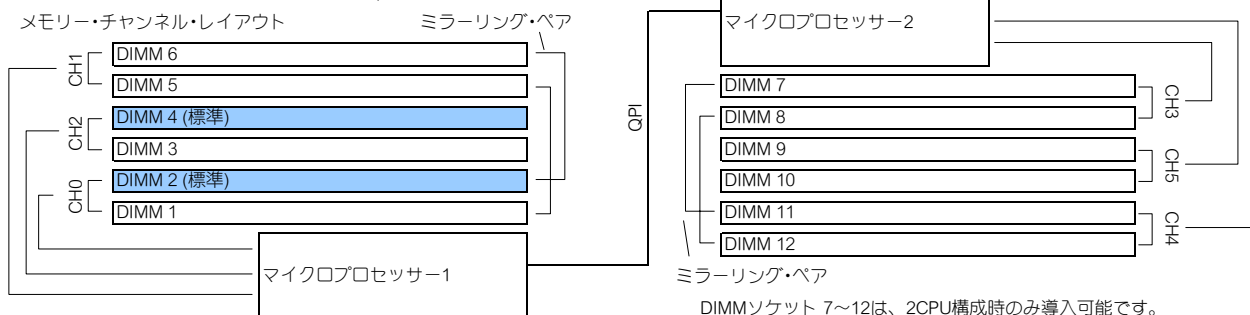 メモリー・チャンネル・レイアウト
ミラーリング・ペア
CH1
DIMM 6
DIMM 5
CH2
DIMM 4 (標準)
DIMM 3
CH0
DIMM 2 (標準)
DIMM 1
マイクロプロセッサー1
QPI
マイクロプロセッサー2
DIMM 7
DIMM 8
CH3
DIMM 9
DIMM 10
CH5
DIMM 11
DIMM 12
CH4
ミラーリング・ペア
DIMMソケット 7～12は、2CPU構成時のみ導入可能です。